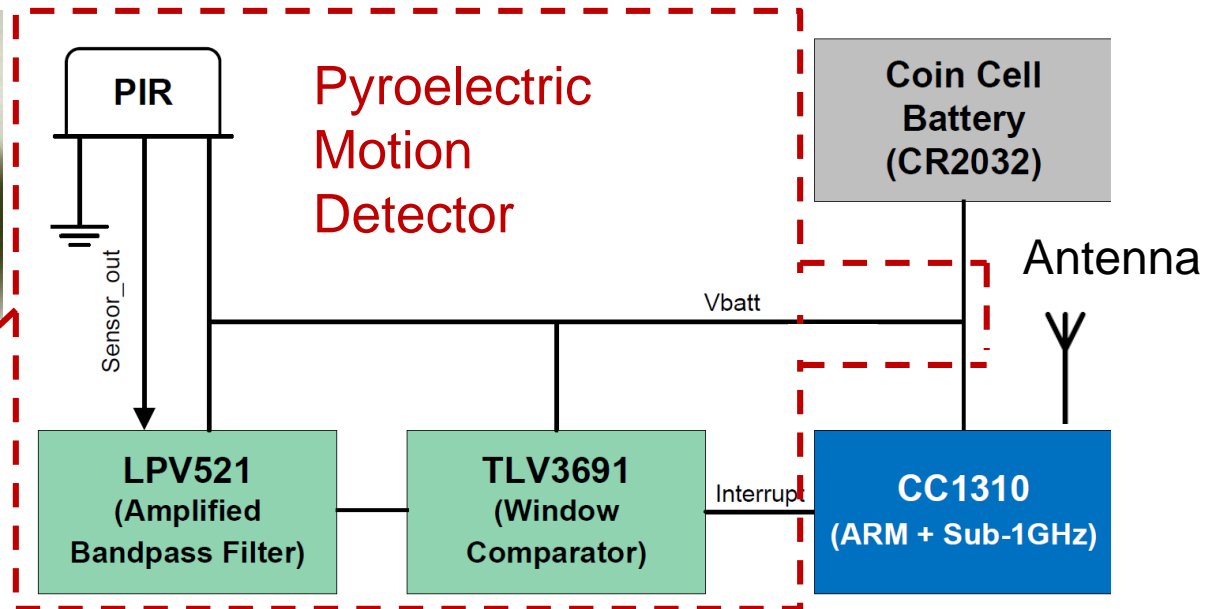 PIR
Pyroelectric
Motion
Detector
Coin Cell
Battery
(CR2032)
Antenna
Sensor_out
Vbatt
LPV521
(Amplified
Bandpass Filter)
TLV3691
(Window
Comparator)
Interrupt
CC1310
(ARM + Sub-1GHz)